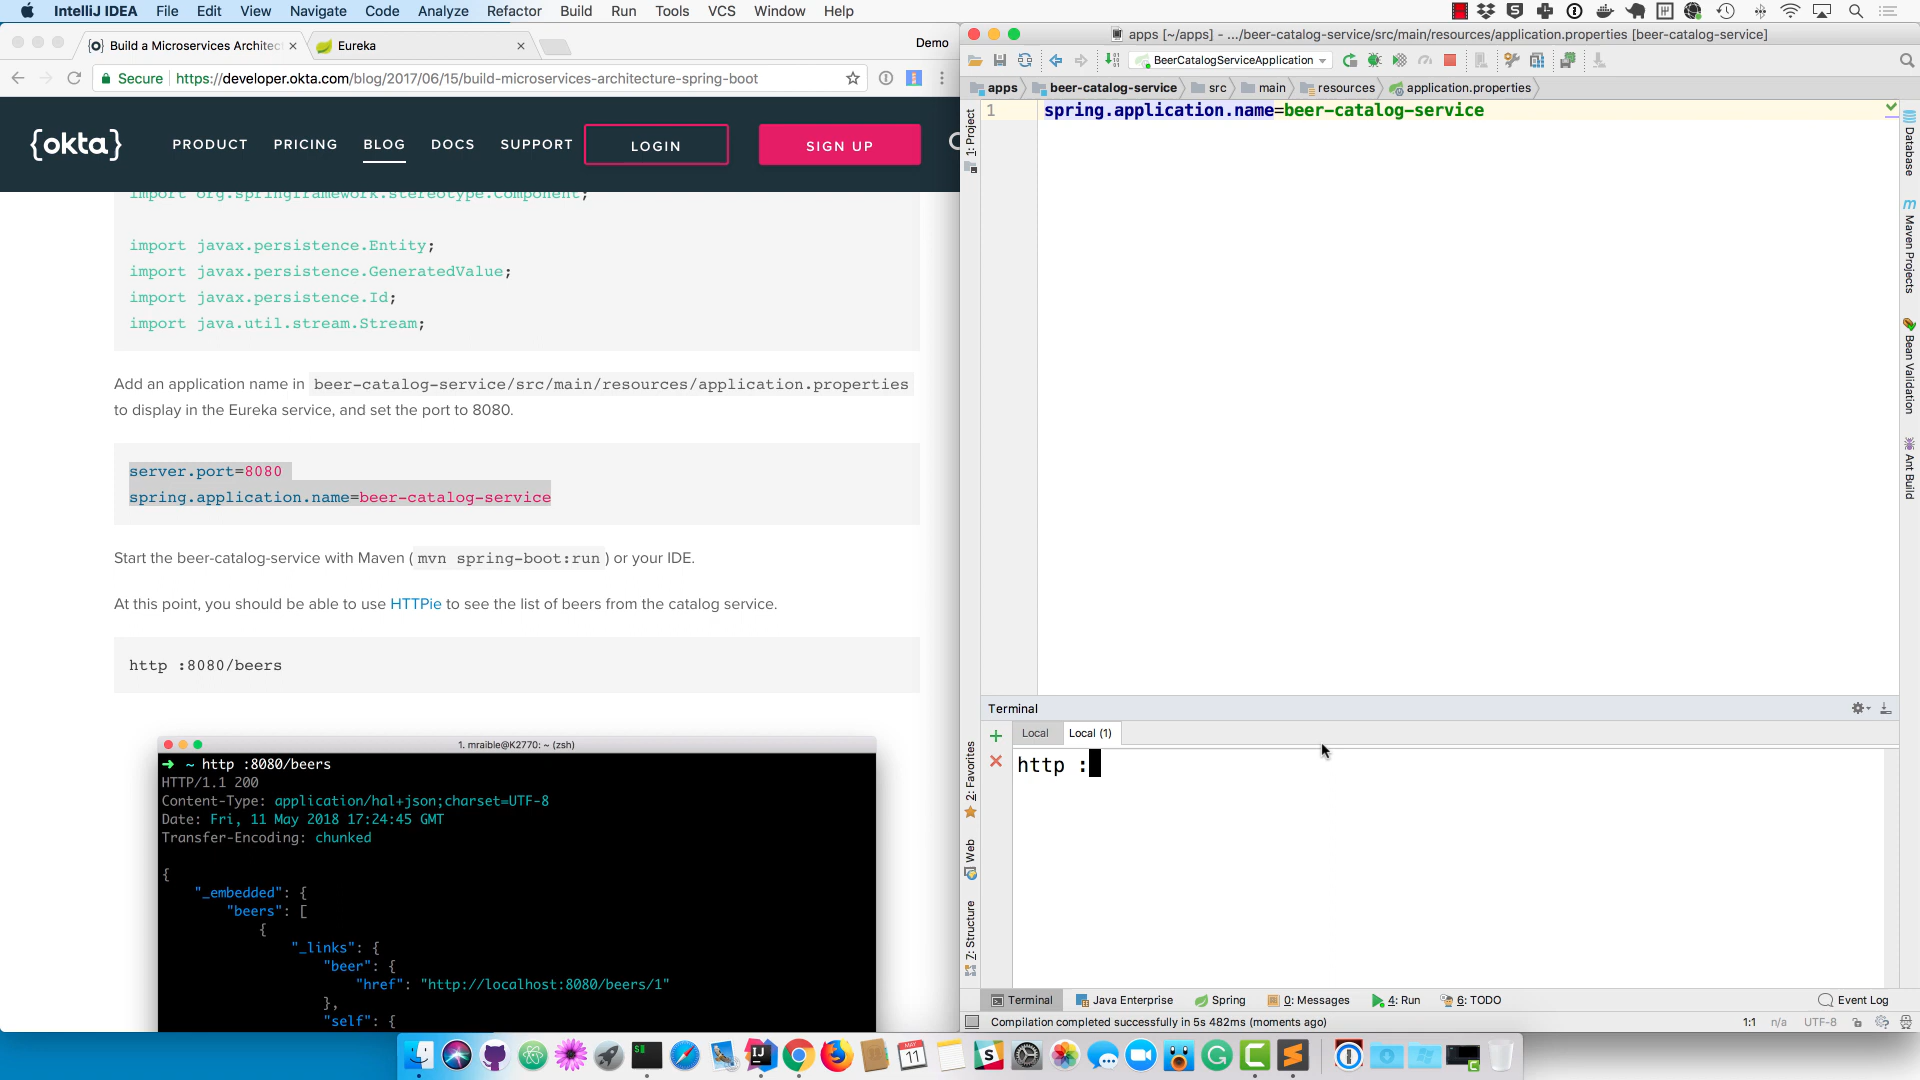 IntelliJ IDEA File Edit View Navigate Code Analyze Refactor Build Run Tools VCS Window Help
Build a Microservices Architec
Eureka
Demo
Secure https://developer.okta.com/blog/2017/06/15/build-microservices-architecture-spring-boot
{okta} PRODUCT PRICING BLOG DOCS SUPPORT LOGIN SIGN UP
import org.springframework.stereotype.Component;
import javax.persistence.Entity;
import javax.persistence.GeneratedValue;
import javax.persistence.Id;
import java.util.stream.Stream;
Add an application name in beer-catalog-service/src/main/resources/application.properties
to display in the Eureka service, and set the port to 8080.
server.port=8080
spring.application.name=beer-catalog-service
Start the beer-catalog-service with Maven ( mvn spring-boot:run ) or your IDE.
At this point, you should be able to use HTTPie to see the list of beers from the catalog service.
http :8080/beers
1. mraible@K2770: ~ (zsh)
➜ ~ http :8080/beers
HTTP/1.1 200
Content-Type: application/hal+json;charset=UTF-8
Date: Fri, 11 May 2018 17:24:45 GMT
Transfer-Encoding: chunked
{
"_embedded": {
"beers": [
{
"_links": {
"beer": {
"href": "http://localhost:8080/beers/1"
},
"self": {
apps [~/apps] - .../beer-catalog-service/src/main/resources/application.properties [beer-catalog-service]
BeerCatalogServiceApplication
apps beer-catalog-service src main resources application.properties
1 spring.application.name=beer-catalog-service
1: Project
2: Favorites
Web
7: Structure
Database
Maven Projects
Bean Validation
Ant Build
Terminal
Local Local (1)
http :
Terminal Java Enterprise Spring 0: Messages 4: Run 6: TODO Event Log
Compilation completed successfully in 5s 482ms (moments ago) 1:1 n/a UTF-8